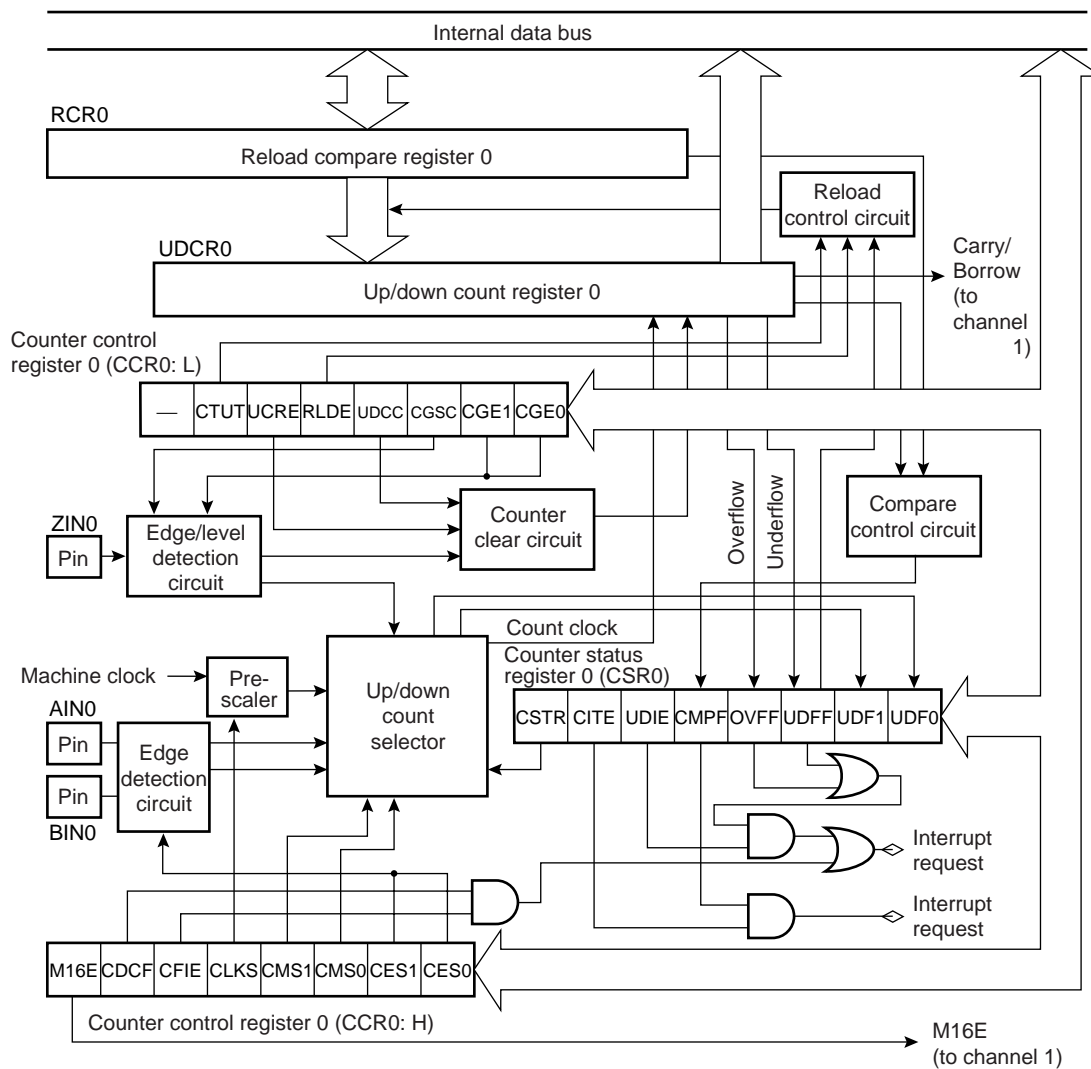 Internal data bus
RCR0
Reload compare register 0
Reload
control circuit
UDCR0
Up/down count register 0
Carry/
Borrow
(to
channel
1)
Counter control
register 0 (CCR0: L)
— CTUT UCRE RLDE UDCC CGSC CGE1 CGE0
Overflow
Underflow
Compare
control circuit
Counter
clear circuit
ZIN0
Pin
Edge/level
detection
circuit
Count clock
Counter status
register 0 (CSR0)
Machine clock
Pre-
scaler
Up/down
count
selector
CSTR CITE UDIE CMPF OVFF UDFF UDF1 UDF0
AIN0
Pin
Edge
detection
circuit
Pin
BIN0
Interrupt
request
Interrupt
request
M16E CDCF CFIE CLKS CMS1 CMS0 CES1 CES0
Counter control register 0 (CCR0: H)
M16E
(to channel 1)